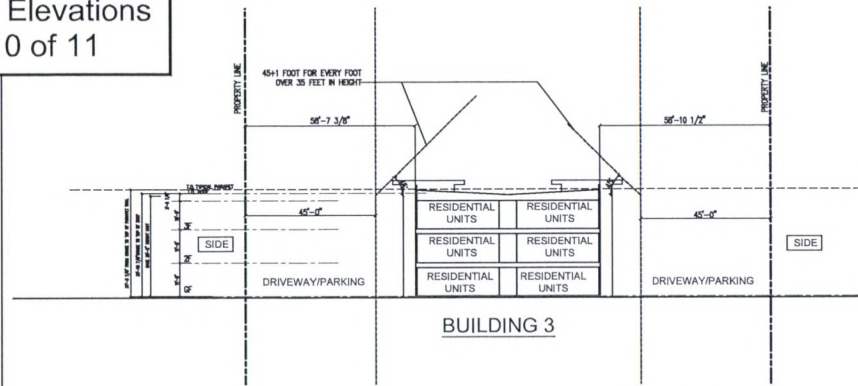 Elevations
0 of 11
PROPERTY LINE
45+1 FOOT FOR EVERY FOOT
OVER 35 FEET IN HEIGHT
58'-7 3/8"
58'-10 1/2"
PROPERTY LINE
45'-0"
45'-0"
SIDE
SIDE
3F
2F
GF
RESIDENTIAL
UNITS
RESIDENTIAL
UNITS
RESIDENTIAL
UNITS
RESIDENTIAL
UNITS
RESIDENTIAL
UNITS
RESIDENTIAL
UNITS
DRIVEWAY/PARKING
DRIVEWAY/PARKING
BUILDING 3